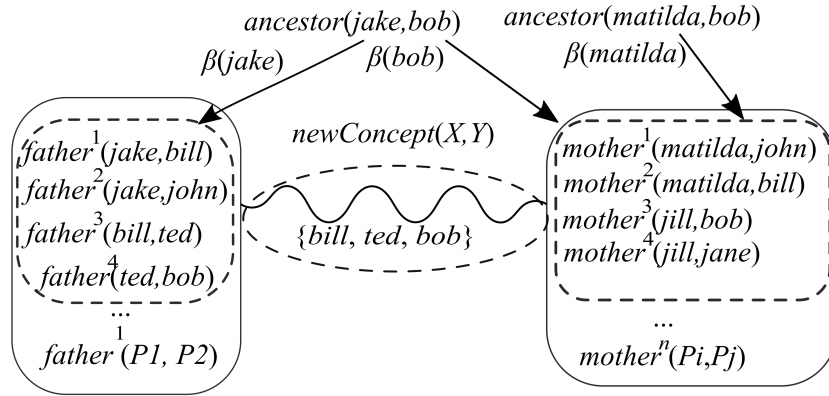 ancestor(jake,bob) ancestor(matilda,bob)
β(jake) β(bob) β(matilda)
newConcept(X,Y)
father¹(jake,bill)
father²(jake,john)
father³(bill,ted)
father⁴(ted,bob)
...
father¹(P1, P2)
{bill, ted, bob}
mother¹(matilda,john)
mother²(matilda,bill)
mother³(jill,bob)
mother⁴(jill,jane)
...
motherⁿ(Pi,Pj)